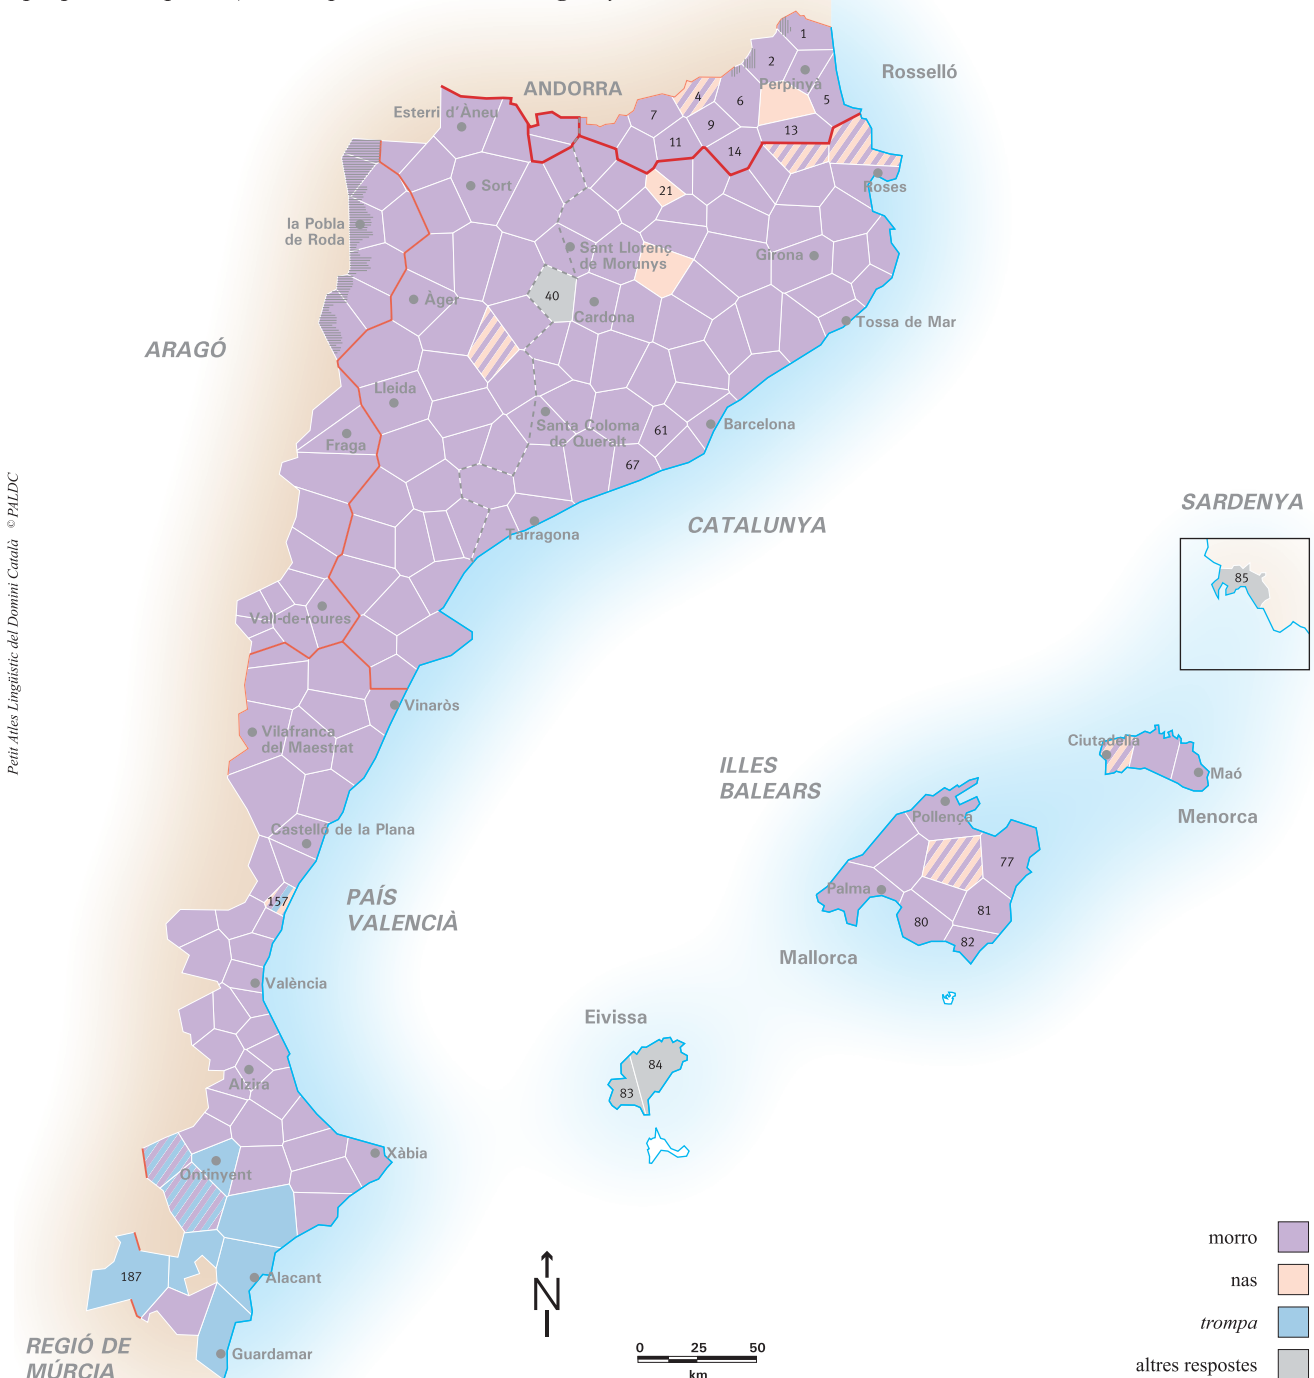 Rosselló
ANDORRA
1
2
Perpinyà
4
6
5
7
9
13
11
14
Esterri d'Àneu
Sort
21
Roses
la Pobla
de Roda
Sant Llorenç
de Morunys
Girona
Àger
40
Cardona
Tossa de Mar
ARAGÓ
Lleida
Santa Coloma
de Queralt
61
Barcelona
Fraga
67
Tarragona
CATALUNYA
SARDENYA
85
Petit Atles Lingüístic del Domini Català © PALDC
Vall-de-roures
Vinaròs
Vilafranca
del Maestrat
ILLES
BALEARS
Ciutadella
Maó
Menorca
Pollença
Castelló de la Plana
77
Palma
81
80
82
Mallorca
157
PAÍS
VALENCIÀ
València
Eivissa
84
83
Alzira
Xàbia
Ontinyent
187
Alacant
Guardamar
REGIÓ DE
MÚRCIA
N
0 25 50
km
morro
nas
trompa
altres respostes